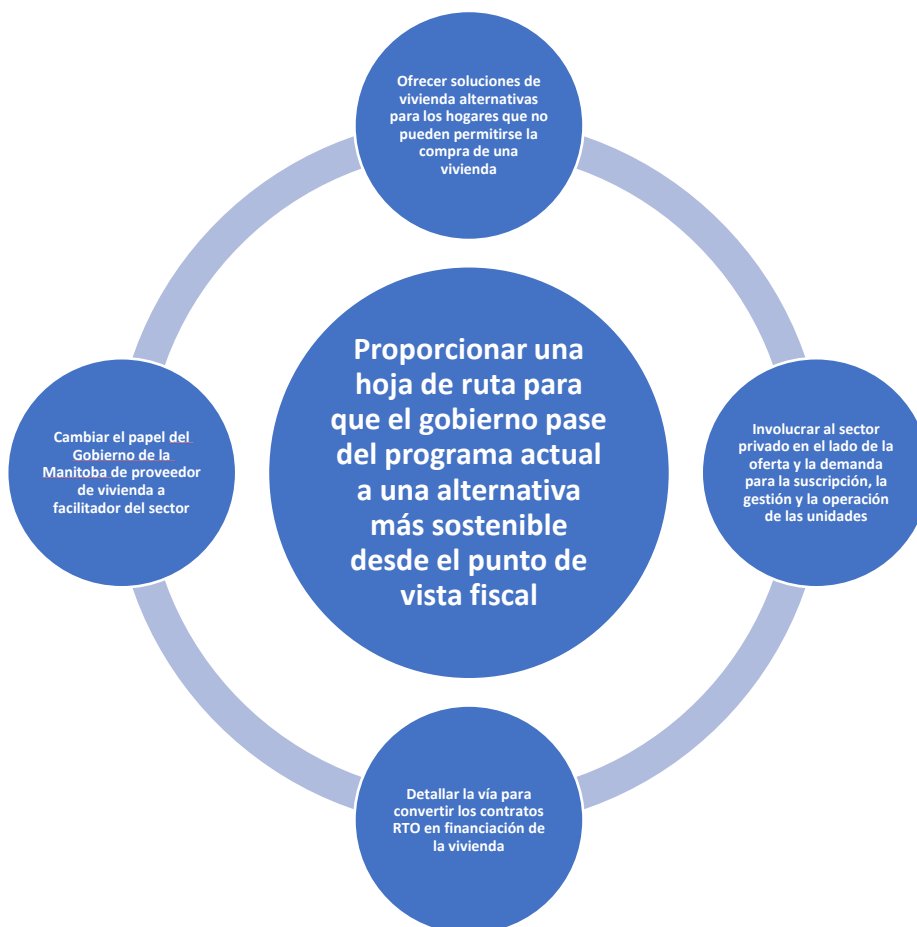 Ofrecer soluciones de
vivienda alternativas
para los hogares que no
pueden permitirse la
compra de una
vivienda
Proporcionar una
hoja de ruta para
que el gobierno pase
del programa actual
a una alternativa
más sostenible
desde el punto de
vista fiscal
Cambiar el papel del
Gobierno de la
Manitoba de proveedor
de vivienda a
facilitador del sector
Involucrar al sector
privado en el lado de la
oferta y la demanda
para la suscripción, la
gestión y la operación
de las unidades
Detallar la vía para
convertir los contratos
RTO en financiación de
la vivienda